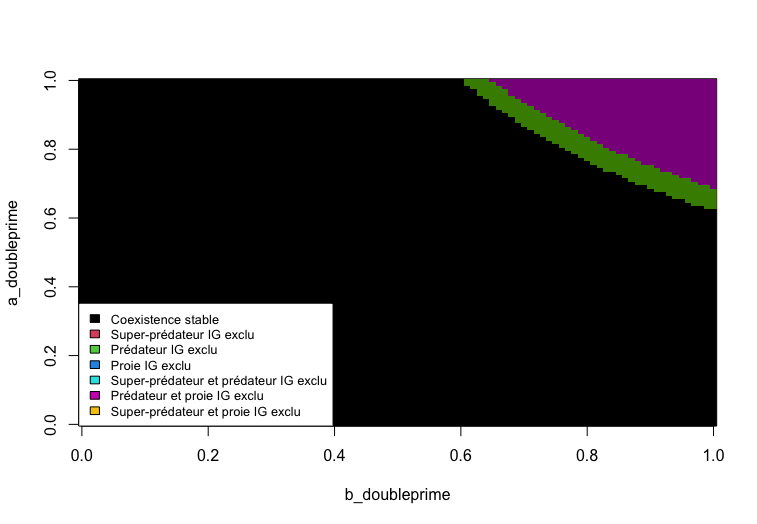 1.0
0.8
0.6
0.4
0.2
0.0
a_doubleprime
Coexistence stable
Super-prédateur IG exclu
Prédateur IG exclu
Proie IG exclu
Super-prédateur et prédateur IG exclu
Prédateur et proie IG exclu
Super-prédateur et proie IG exclu
0.0 0.2 0.4 0.6 0.8 1.0
b_doubleprime